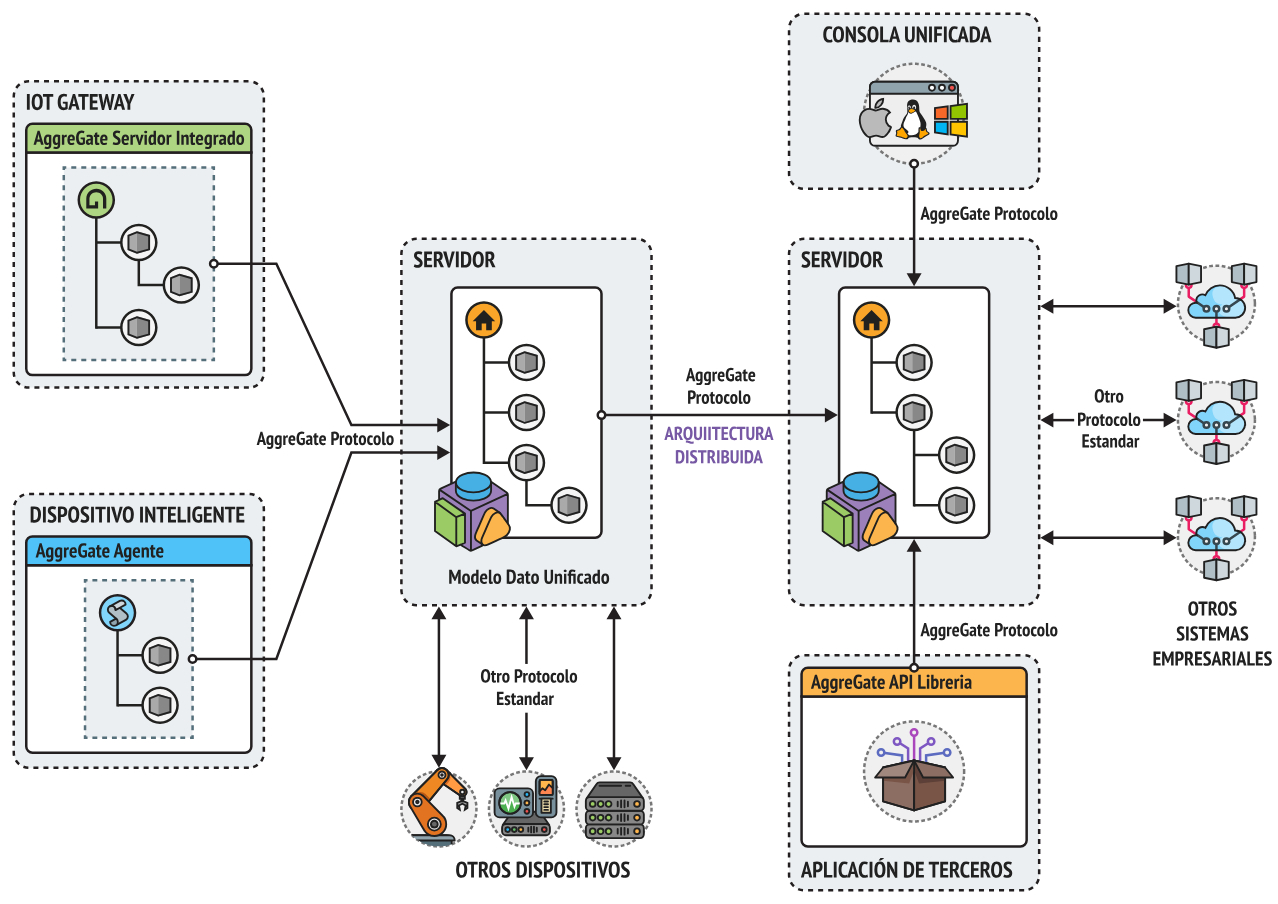 CONSOLA UNIFICADA
IOT GATEWAY
AggreGate Servidor Integrado
AggreGate Protocolo
SERVIDOR
SERVIDOR
AggreGate
Protocolo
ARQUIITECTURA
DISTRIBUIDA
Otro
Protocolo
Estandar
AggreGate Protocolo
DISPOSITIVO INTELIGENTE
AggreGate Agente
Modelo Dato Unificado
OTROS
SISTEMAS
EMPRESARIALES
AggreGate Protocolo
Otro Protocolo
Estandar
AggreGate API Libreria
OTROS DISPOSITIVOS
APLICACIÓN DE TERCEROS